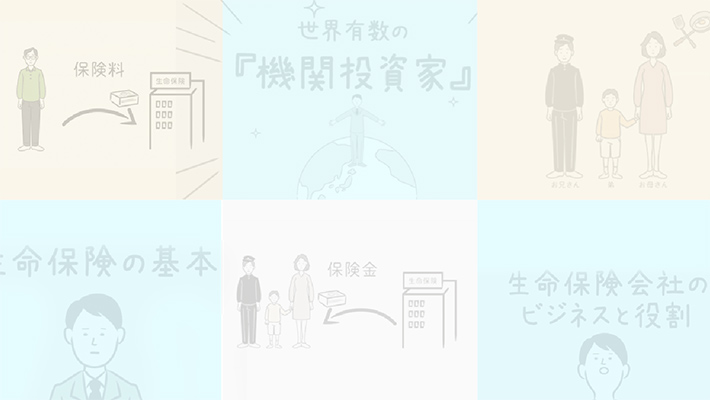 保険料
生命保険
世界有数の
『機関投資家』
お兄さん
弟
お母さん
生命保険の基本
保険金
生命保険
生命保険会社の
ビジネスと役割